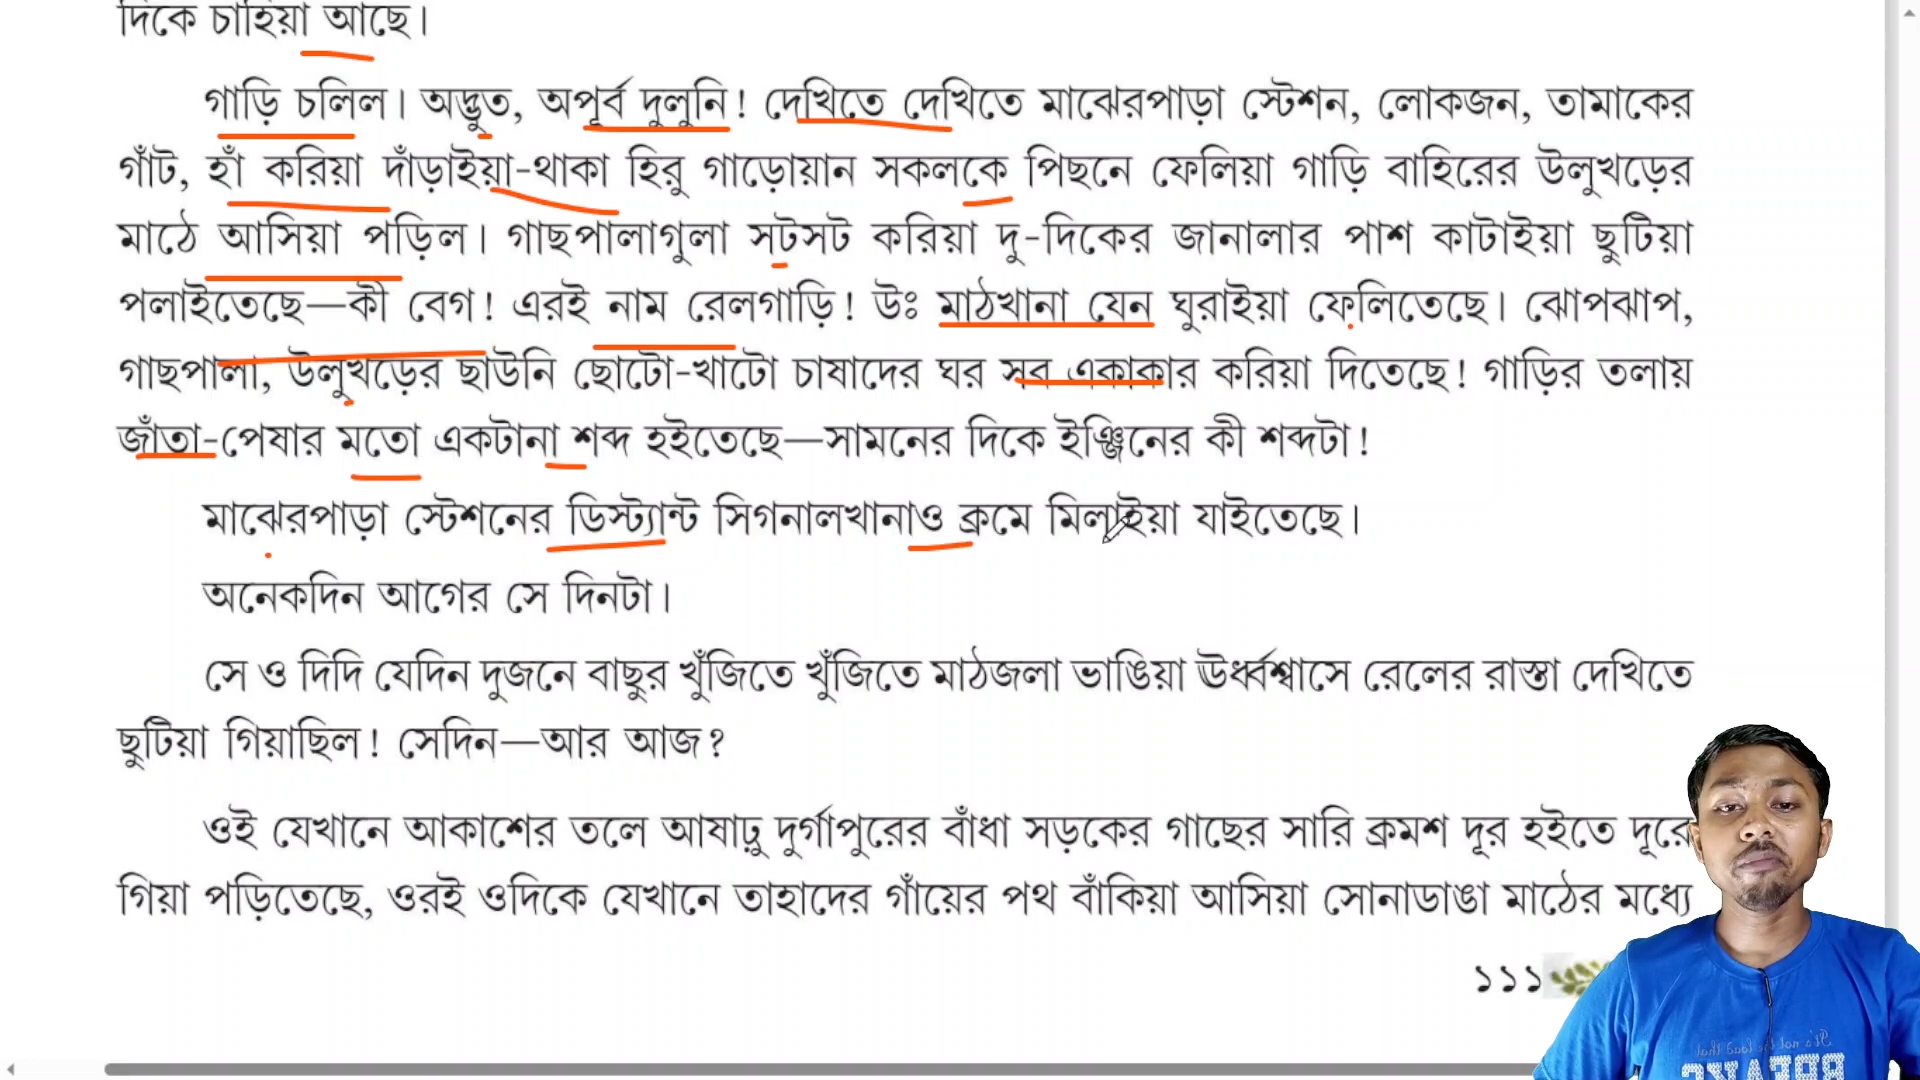 দিকে চাহিয়া আছে।
গাড়ি চলিল। অদ্ভুত, অপূর্ব দুলুনি! দেখিতে দেখিতে মাঝেরপাড়া স্টেশন, লোকজন, তামাকের
গাঁট, হাঁ করিয়া দাঁড়াইয়া-থাকা হিরু গাড়োয়ান সকলকে পিছনে ফেলিয়া গাড়ি বাহিরের উলুখড়ের
মাঠে আসিয়া পড়িল। গাছপালাগুলা সটসট করিয়া দু-দিকের জানালার পাশ কাটাইয়া ছুটিয়া
পলাইতেছে—কী বেগ! এরই নাম রেলগাড়ি! উঃ মাঠখানা যেন ঘুরাইয়া ফেলিতেছে। ঝোপঝাপ,
গাছপালা, উলুখড়ের ছাউনি ছোটো-খাটো চাষাদের ঘর সব একাকার করিয়া দিতেছে! গাড়ির তলায়
জাঁতা-পেষার মতো একটানা শব্দ হইতেছে—সামনের দিকে ইঞ্জিনের কী শব্দটা!
মাঝেরপাড়া স্টেশনের ডিস্ট্যান্ট সিগনালখানাও ক্রমে মিলাইয়া যাইতেছে।
অনেকদিন আগের সে দিনটা।
সে ও দিদি যেদিন দুজনে বাছুর খুঁজিতে খুঁজিতে মাঠজলা ভাঙিয়া ঊর্ধ্বশ্বাসে রেলের রাস্তা দেখিতে
ছুটিয়া গিয়াছিল! সেদিন—আর আজ?
ওই যেখানে আকাশের তলে আষাঢ়ু দুর্গাপুরের বাঁধা সড়কের গাছের সারি ক্রমশ দূর হইতে দূরে
গিয়া পড়িতেছে, ওরই ওদিকে যেখানে তাহাদের গাঁয়ের পথ বাঁকিয়া আসিয়া সোনাডাঙা মাঠের মধ্যে
১১১